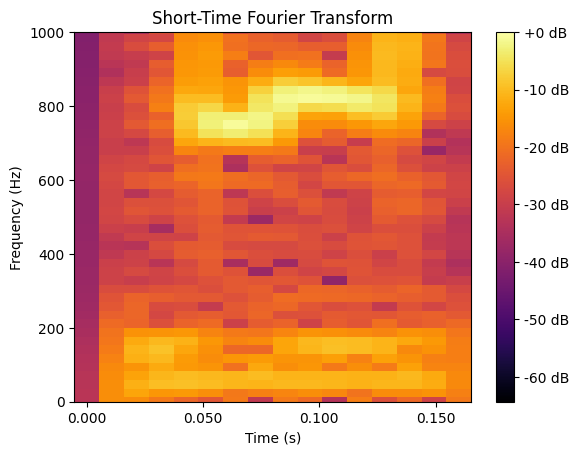 Short-Time Fourier Transform
1000
800
600
400
200
0
Frequency (Hz)
0.000
0.050
0.100
0.150
Time (s)
+0 dB
-10 dB
-20 dB
-30 dB
-40 dB
-50 dB
-60 dB